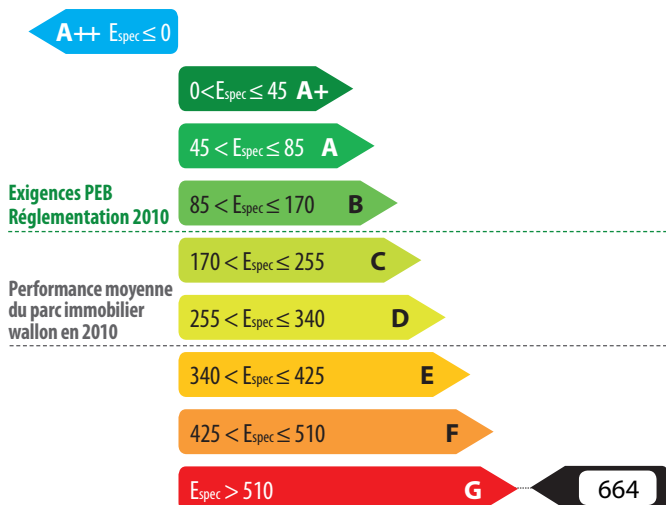 A++ Espec ≤ 0
0 < Espec ≤ 45 A+
45 < Espec ≤ 85 A
Exigences PEB
Réglementation 2010
85 < Espec ≤ 170 B
170 < Espec ≤ 255 C
Performance moyenne
du parc immobilier
wallon en 2010
255 < Espec ≤ 340 D
340 < Espec ≤ 425 E
425 < Espec ≤ 510 F
Espec > 510 G 664